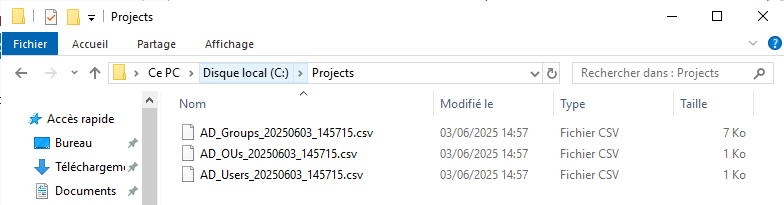 Projects
Fichier Accueil Partage Affichage
Ce PC Disque local (C:) Projects Rechercher dans : Projects
Nom Modifié le Type Taille
Accès rapide
Bureau
Téléchargeme
Documents
AD_Groups_20250603_145715.csv 03/06/2025 14:57 Fichier CSV 7 Ko
AD_OUs_20250603_145715.csv 03/06/2025 14:57 Fichier CSV 1 Ko
AD_Users_20250603_145715.csv 03/06/2025 14:57 Fichier CSV 1 Ko